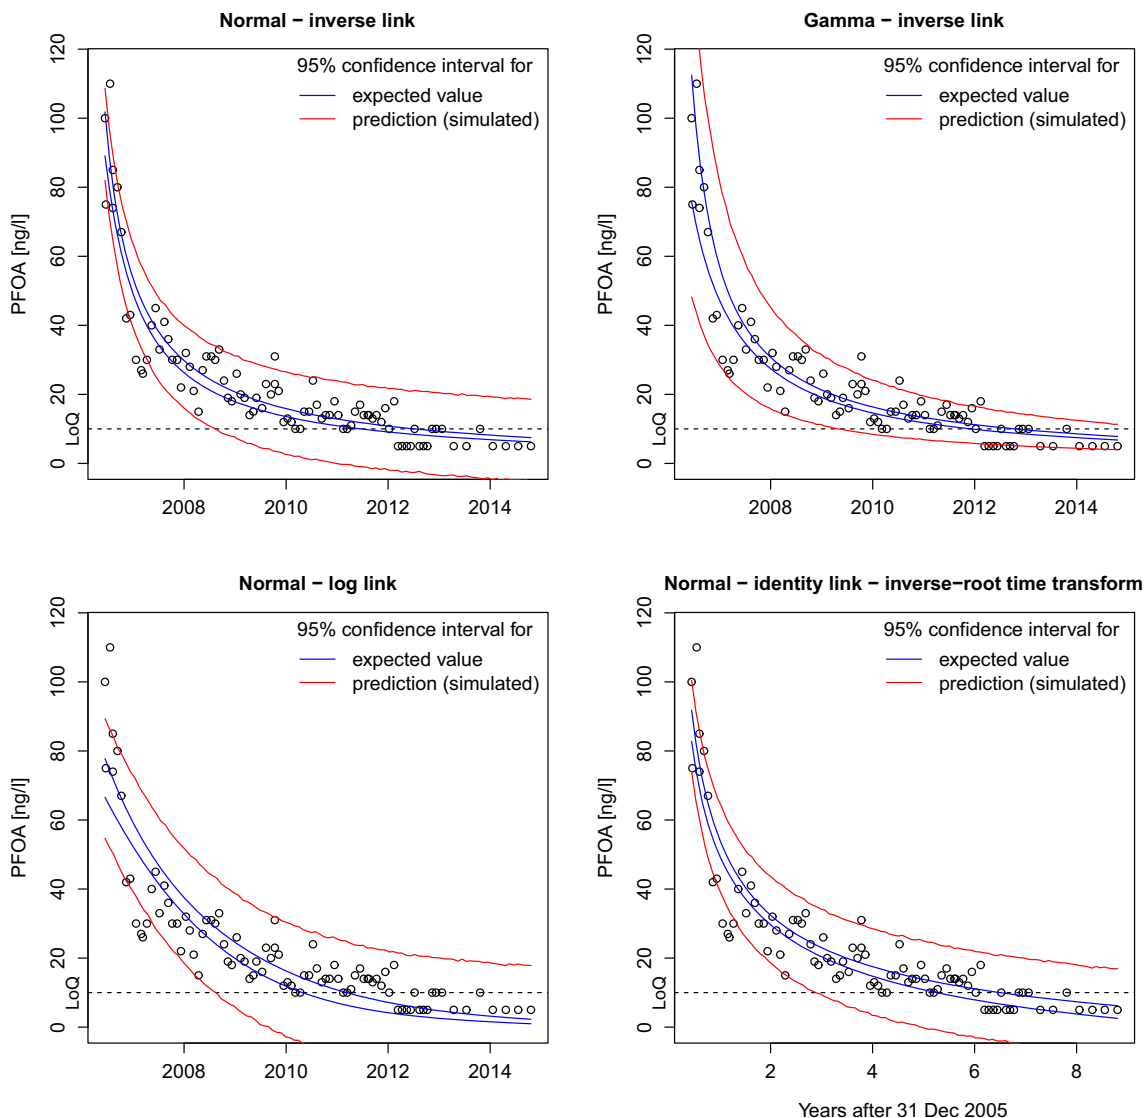 Normal − inverse link
PFOA [ng/l]
120
100
80
60
40
20
LoQ
0
95% confidence interval for
expected value
prediction (simulated)
2008 2010 2012 2014
Gamma − inverse link
PFOA [ng/l]
120
100
80
60
40
20
LoQ
0
95% confidence interval for
expected value
prediction (simulated)
2008 2010 2012 2014
Normal − log link
PFOA [ng/l]
120
100
80
60
40
20
LoQ
0
95% confidence interval for
expected value
prediction (simulated)
2008 2010 2012 2014
Normal − identity link − inverse−root time transform
PFOA [ng/l]
120
100
80
60
40
20
LoQ
0
95% confidence interval for
expected value
prediction (simulated)
2 4 6 8
Years after 31 Dec 2005